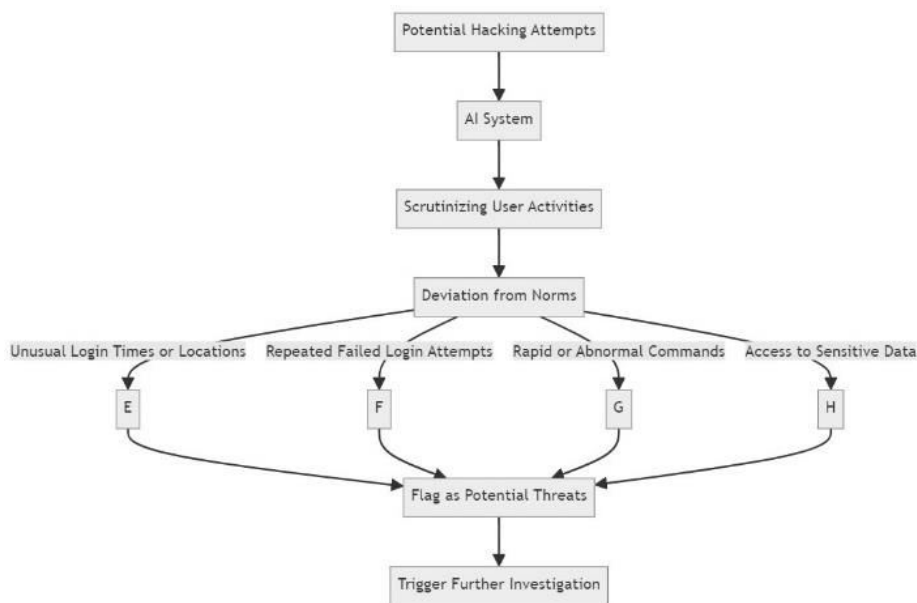 Potential Hacking Attempts
AI System
Scrutinizing User Activities
Deviation from Norms
Unusual Login Times or Locations
Repeated Failed Login Attempts
Rapid or Abnormal Commands
Access to Sensitive Data
E
F
G
H
Flag as Potential Threats
Trigger Further Investigation